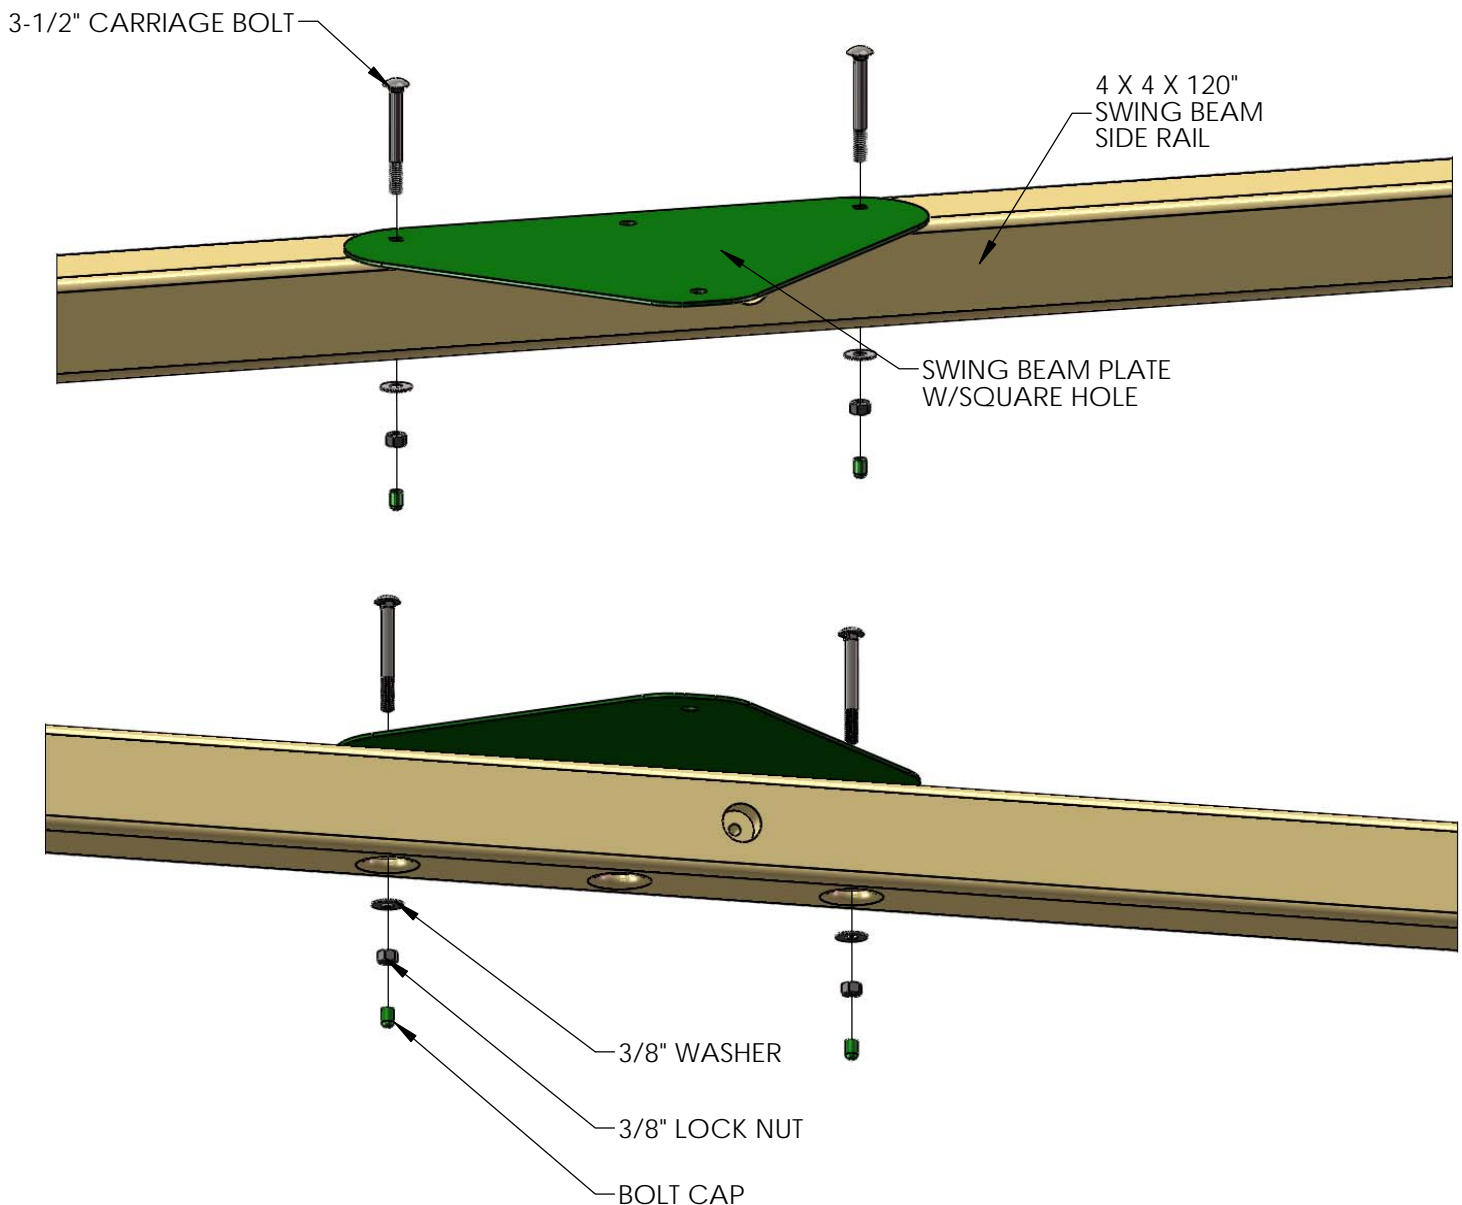 3-1/2" CARRIAGE BOLT
4 X 4 X 120"
SWING BEAM
SIDE RAIL
SWING BEAM PLATE
W/SQUARE HOLE
3/8" WASHER
3/8" LOCK NUT
BOLT CAP